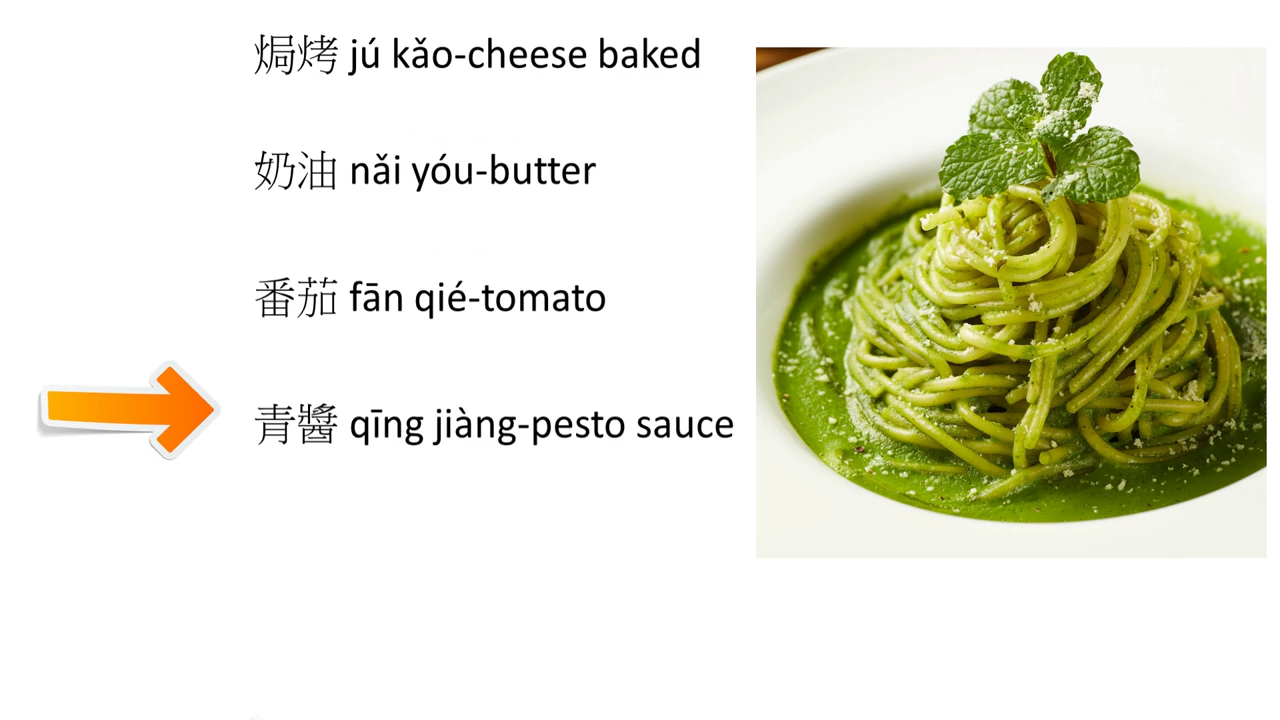 焗烤 jú kǎo-cheese baked
奶油 nǎi yóu-butter
番茄 fān qié-tomato
青醬 qīng jiàng-pesto sauce